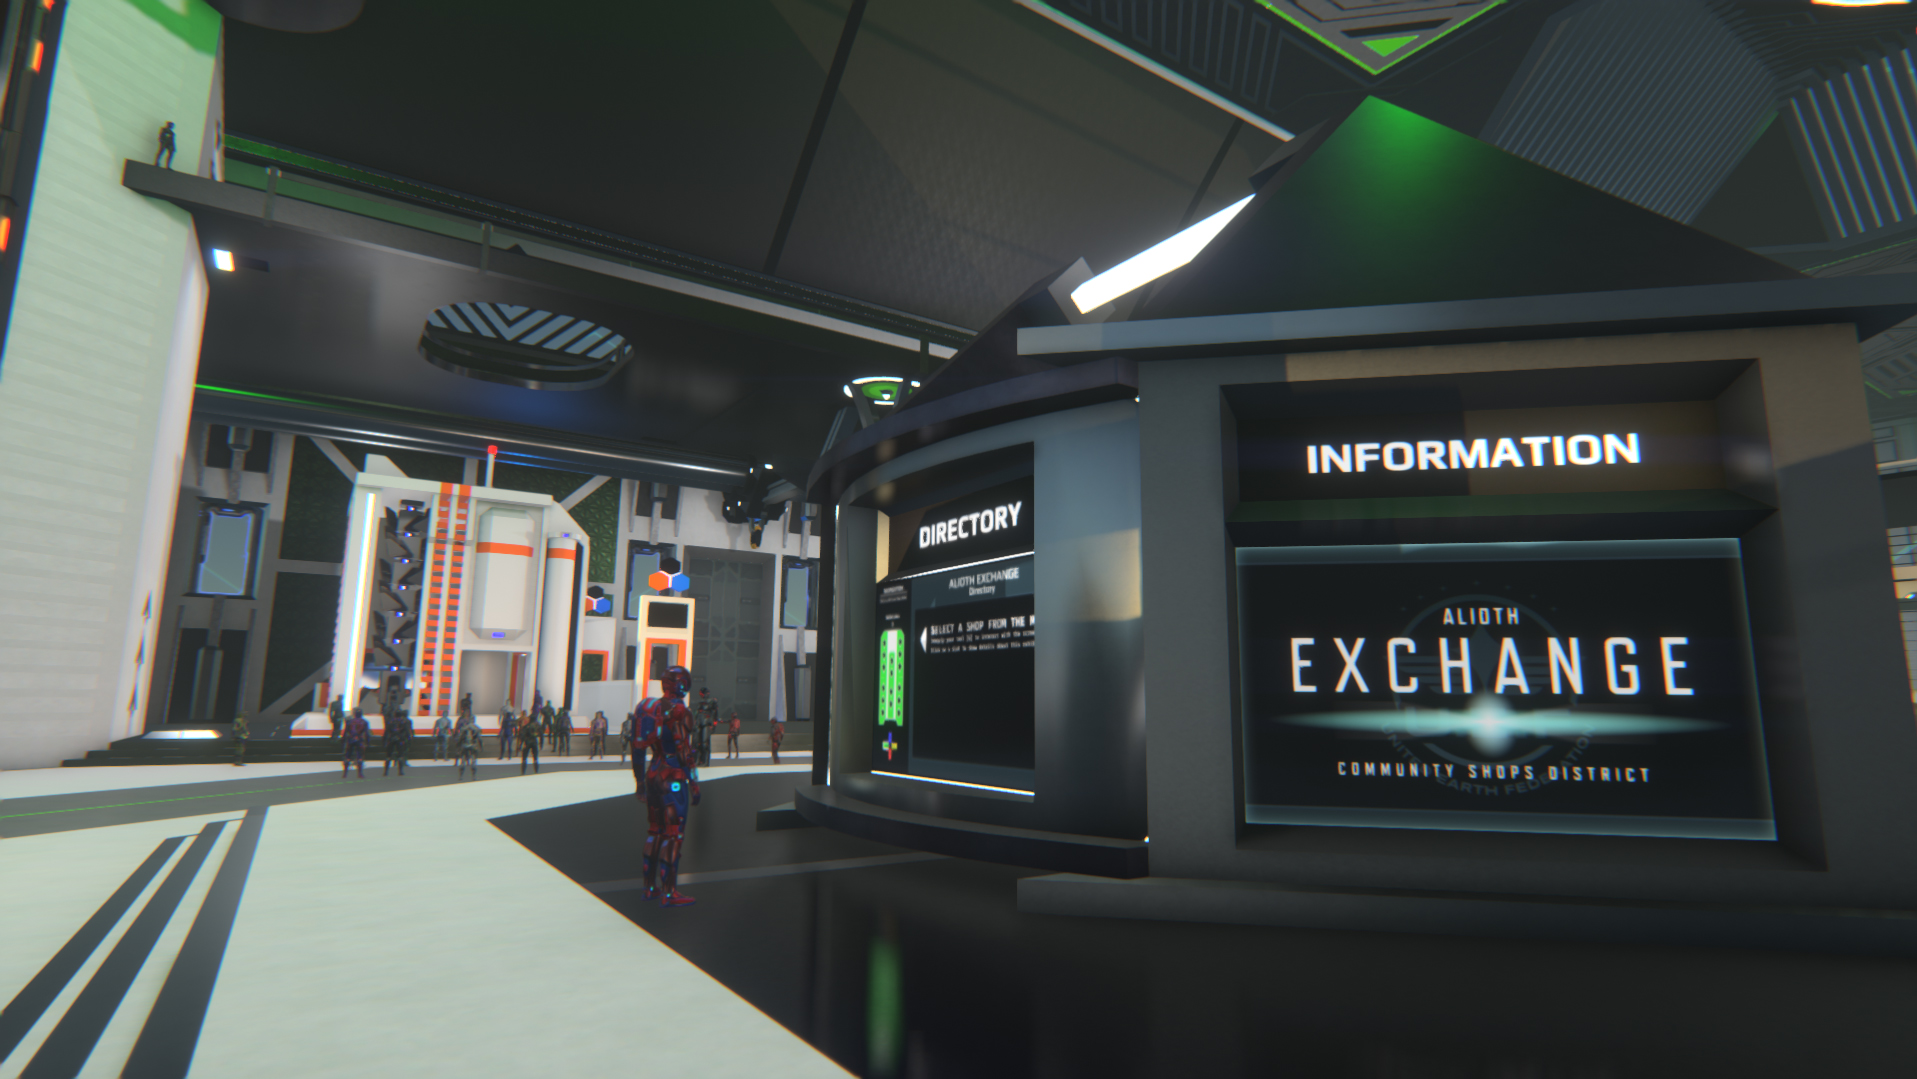 INFORMATION
ALIOTH
EXCHANGE
COMMUNITY SHOPS DISTRICT
DIRECTORY
ALIOTH EXCHANGE
Directory
SELECT A SHOP FROM THE